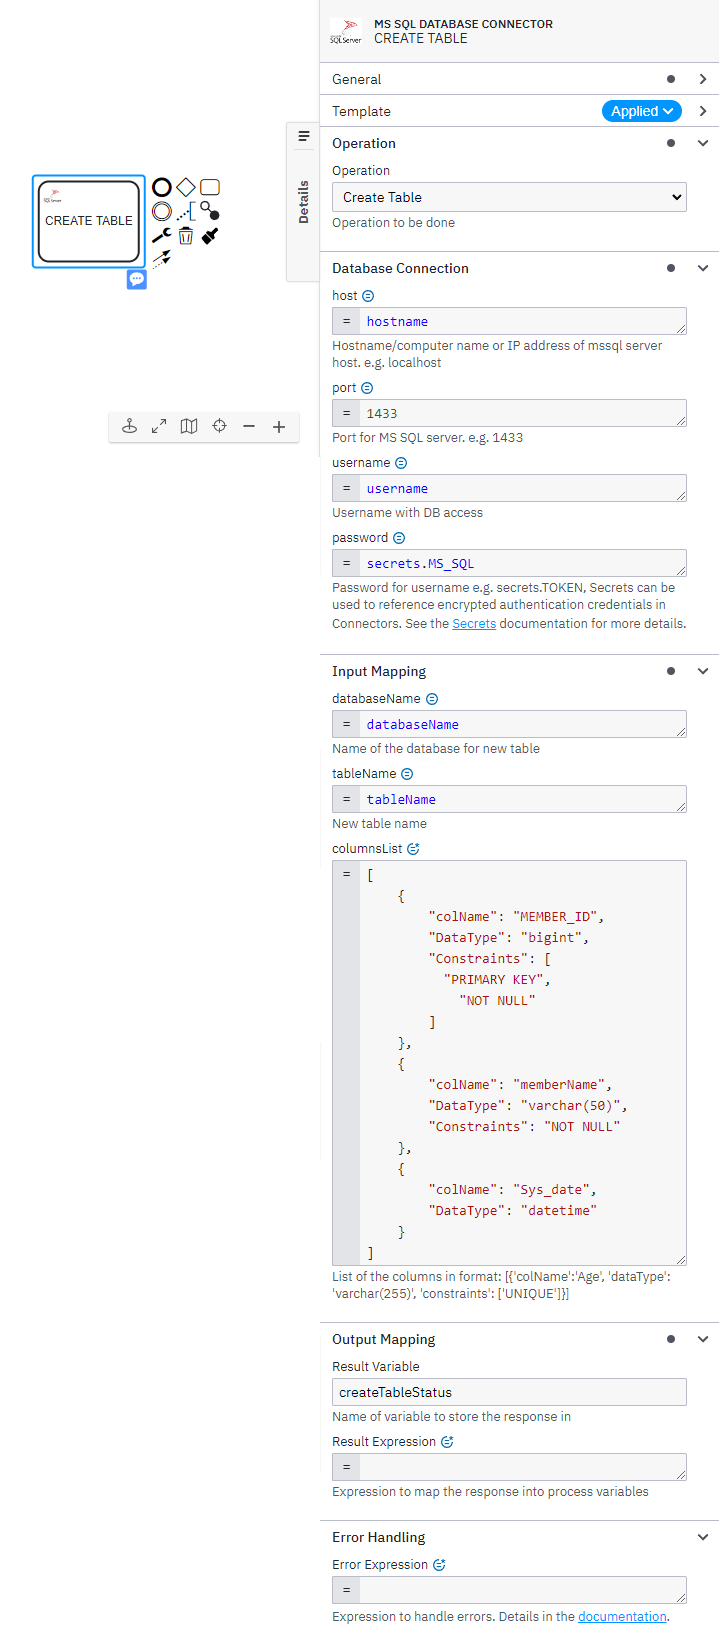 MS SQL DATABASE CONNECTOR
SQL Server
CREATE TABLE
General
Template
Applied
Operation
Operation
Create Table
Operation to be done
Details
SQL Server
CREATE TABLE
Database Connection
host
= hostname
Hostname/computer name or IP address of mssql server
host. e.g. localhost
port
= 1433
Port for MS SQL server. e.g. 1433
username
= username
Username with DB access
password
= secrets.MS_SQL
Password for username e.g. secrets.TOKEN, Secrets can be
used to reference encrypted authentication credentials in
Connectors. See the Secrets documentation for more details.
Input Mapping
databaseName
= databaseName
Name of the database for new table
tableName
= tableName
New table name
columnsList
= [
{
"colName": "MEMBER_ID",
"DataType": "bigint",
"Constraints": [
"PRIMARY KEY",
"NOT NULL"
]
},
{
"colName": "memberName",
"DataType": "varchar(50)",
"Constraints": "NOT NULL"
},
{
"colName": "Sys_date",
"DataType": "datetime"
}
]
List of the columns in format: [{'colName':'Age', 'dataType':
'varchar(255)', 'constraints': ['UNIQUE']}]
Output Mapping
Result Variable
createTableStatus
Name of variable to store the response in
Result Expression
=
Expression to map the response into process variables
Error Handling
Error Expression
=
Expression to handle errors. Details in the documentation.